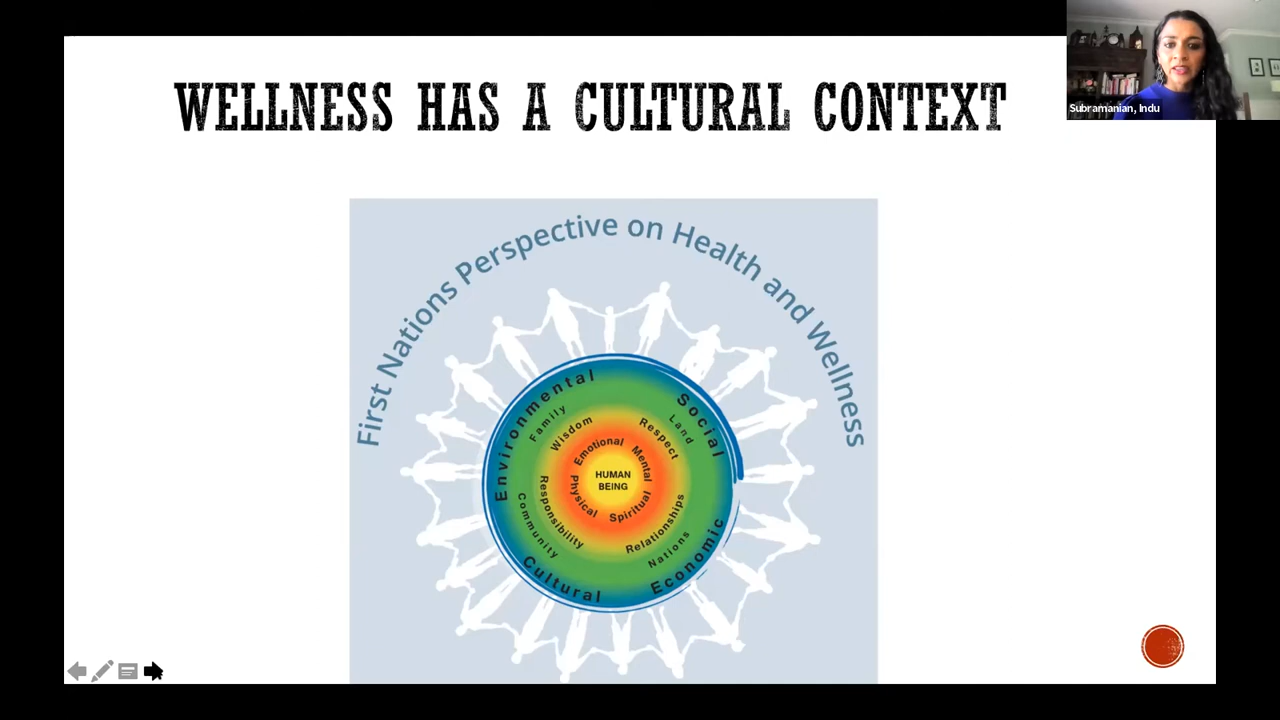 WELLNESS HAS A CULTURAL CONTEXT
Subramanian, Indu
First Nations Perspective on Health and Wellness
Environmental
Social
Economic
Cultural
Family
Land
Nations
Community
Wisdom
Respect
Relationships
Responsibility
Emotional
Mental
Spiritual
Physical
HUMAN
BEING